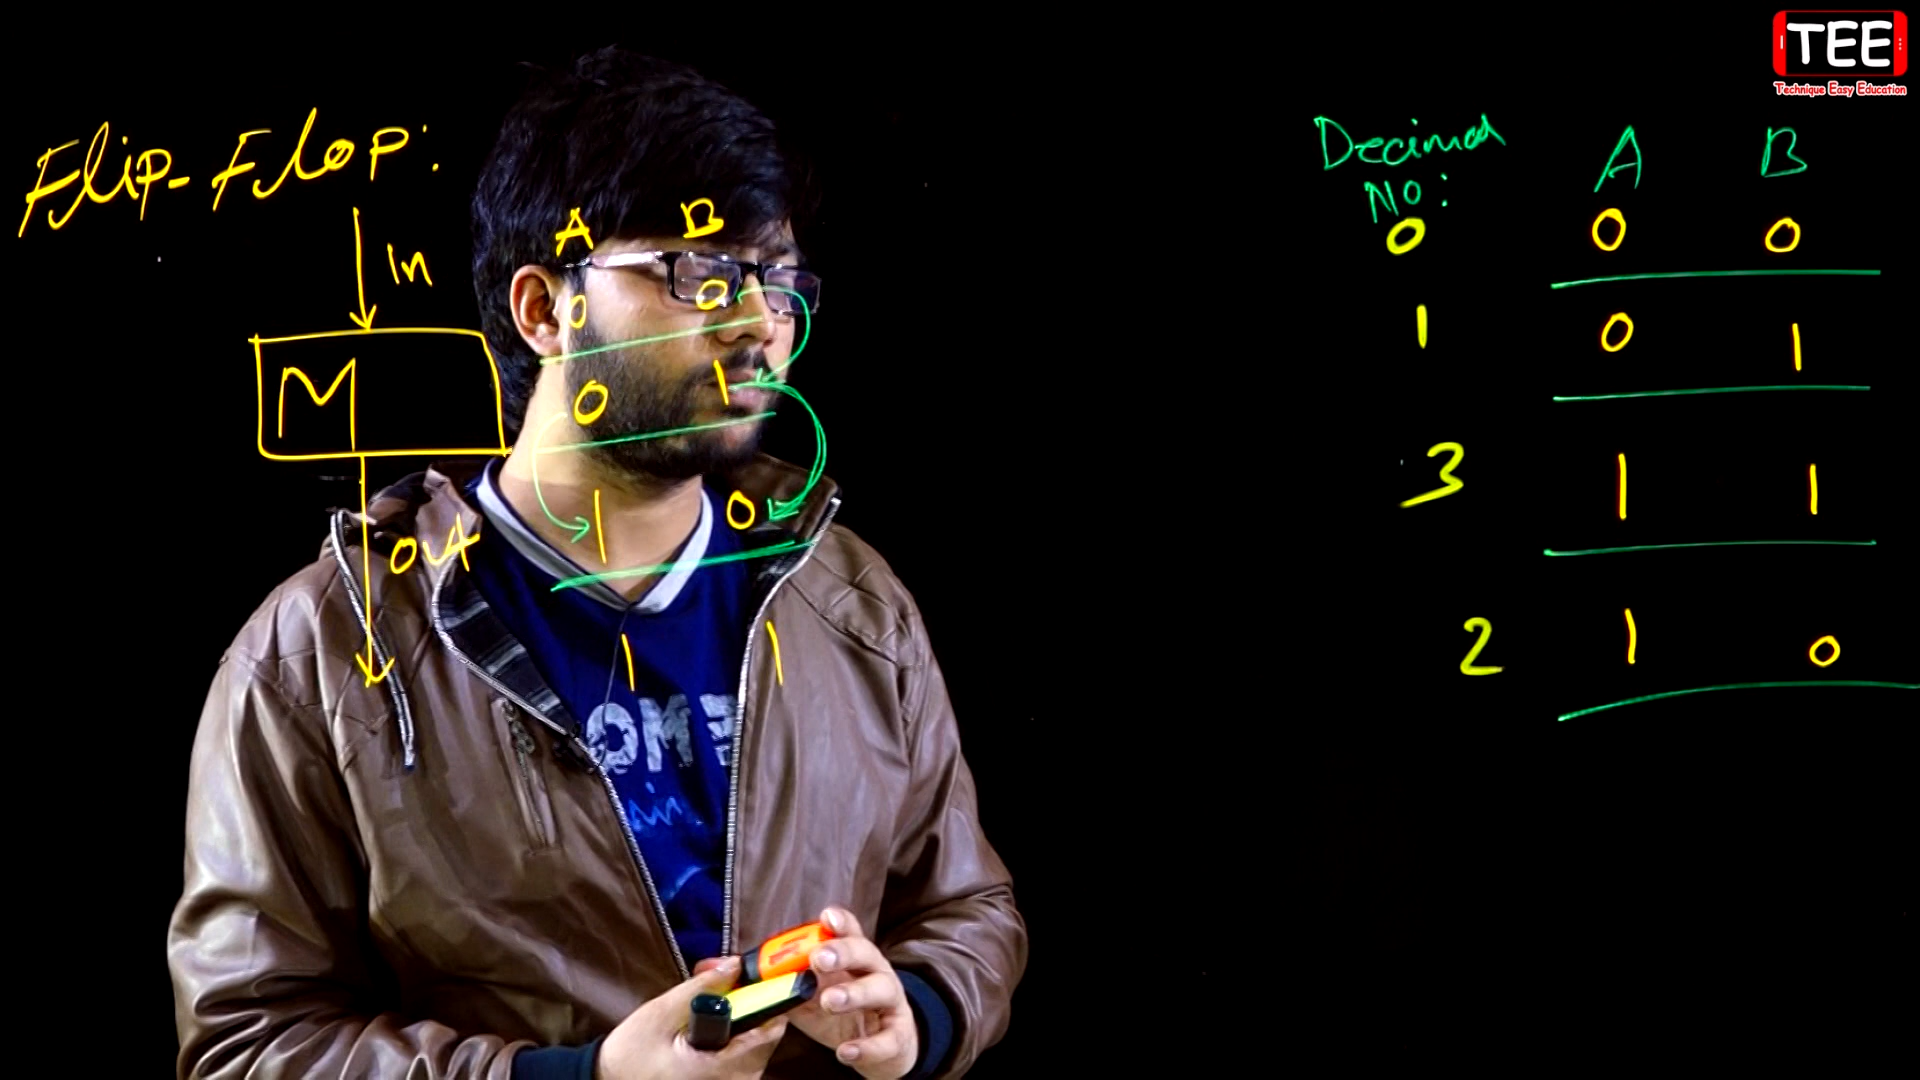 TEE
Technique Easy Education
Flip-Flop:
In
M
out
A B
0 0
0 1
1 0
1 1
Decimal No:
A B
0 0 0
1 0 1
3 1 1
2 1 0